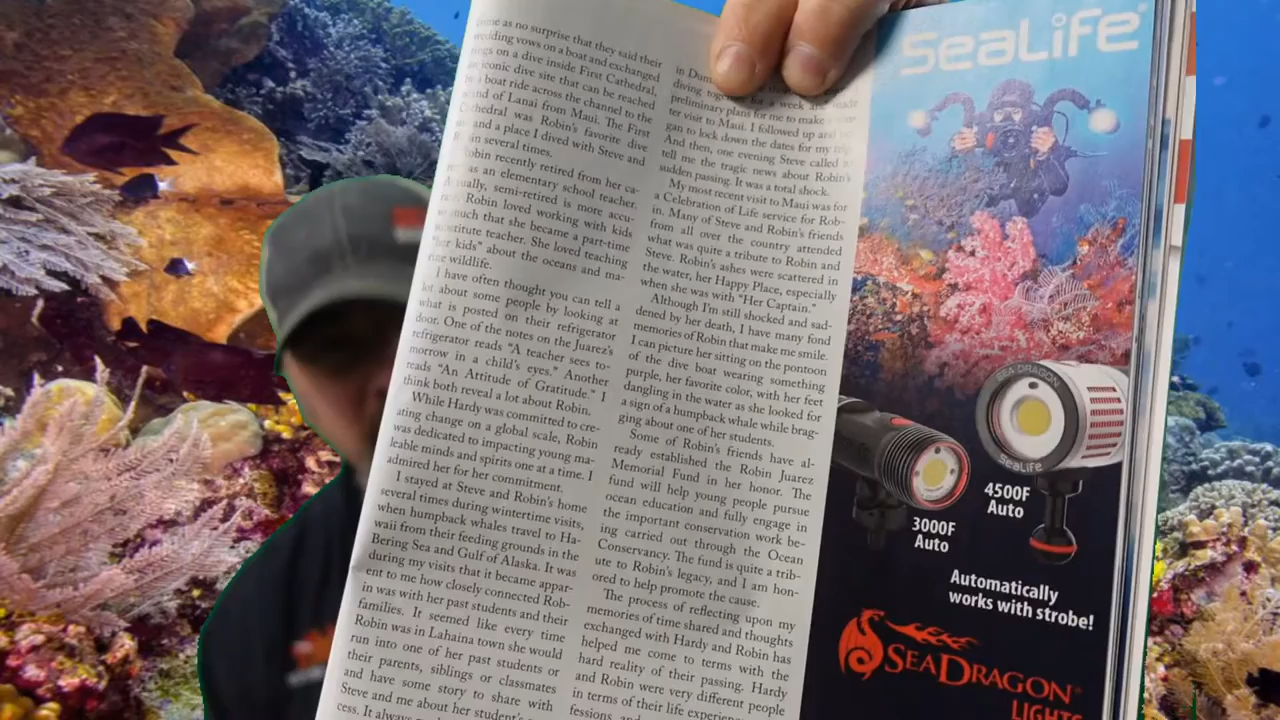 came as no surprise that they said their
wedding vows on a boat and exchanged
rings on a dive inside First Cathedral,
iconic dive site that can be reached
a boat ride across the channel to the
of Lanai from Maui. The First
Cathedral was Robin's favorite dive
and a place I dived with Steve and
several times.
Robin recently retired from her ca-
as an elementary school teacher.
semi-retired is more accu-
Robin loved working with kids
much that she became a part-time
substitute teacher. She loved teaching
"her kids" about the oceans and ma-
rine wildlife.
I have often thought you can tell a
lot about some people by looking at
what is posted on their refrigerator
door. One of the notes on the Juarez's
refrigerator reads "A teacher sees to-
morrow in a child's eyes." Another
reads "An Attitude of Gratitude." I
think both reveal a lot about Robin.
While Hardy was committed to cre-
ating change on a global scale, Robin
was dedicated to impacting young ma-
leable minds and spirits one at a time. I
admired her for her commitment.
I stayed at Steve and Robin's home
several times during wintertime visits,
when humpback whales travel to Ha-
waii from their feeding grounds in the
Bering Sea and Gulf of Alaska. It was
during my visits that it became appar-
ent to me how closely connected Rob-
in was with her past students and their
families. It seemed like every time
Robin was in Lahaina town she would
run into one of her past students or
their parents, siblings or classmates
and have some story to share with
Steve and me about her student's
cess. It always
in
diving for a week and made
preliminary plans for me to make
ter visit to Maui. I followed up and
gan to lock down the dates for my
And then, one evening Steve called
tell me the tragic news about Robin's
sudden passing. It was a total shock.
My most recent visit to Maui was for
a Celebration of Life service for Rob-
in. Many of Steve and Robin's friends
from all over the country attended
what was quite a tribute to Robin and
Steve. Robin's ashes were scattered in
the water, her Happy Place, especially
when she was with "Her Captain."
Although I'm still shocked and sad-
dened by her death, I have many fond
memories of Robin that make me smile.
I can picture her sitting on the pontoon
of the dive boat wearing something
purple, her favorite color, with her feet
dangling in the water as she looked for
a sign of a humpback whale while brag-
ging about one of her students.
Some of Robin's friends have al-
ready established the Robin Juarez
Memorial Fund in her honor. The
fund will help young people pursue
ocean education and fully engage in
the important conservation work be-
ing carried out through the Ocean
Conservancy. The fund is quite a trib-
ute to Robin's legacy, and I am hon-
ored to help promote the cause.
The process of reflecting upon my
memories of time shared and thoughts
exchanged with Hardy and Robin has
helped me come to terms with the
hard reality of their passing. Hardy
and Robin were very different people
in terms of their life
and
SeaLife®
SEA DRAGON
SeaLife
4500F
Auto
3000F
Auto
Automatically
works with strobe!
SEADRAGON®
LIGHTS